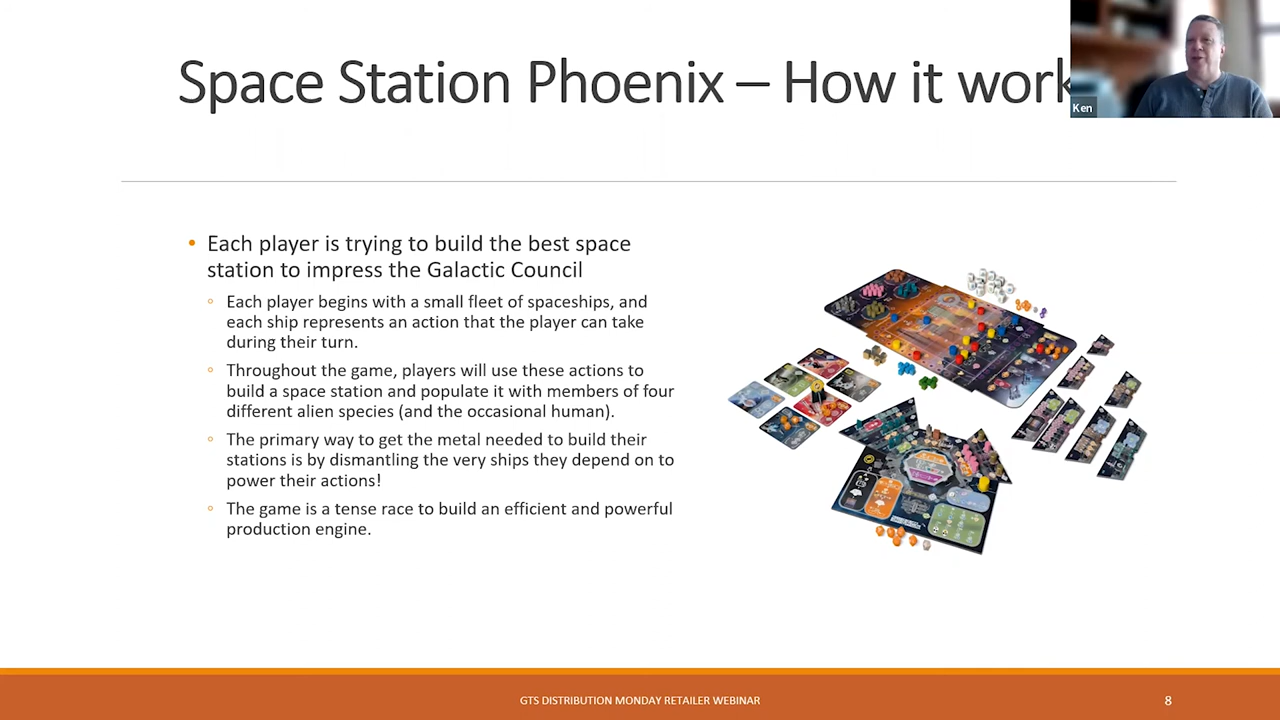 Space Station Phoenix – How it work
Ken
• Each player is trying to build the best space
station to impress the Galactic Council
◦ Each player begins with a small fleet of spaceships, and
each ship represents an action that the player can take
during their turn.
◦ Throughout the game, players will use these actions to
build a space station and populate it with members of four
different alien species (and the occasional human).
◦ The primary way to get the metal needed to build their
stations is by dismantling the very ships they depend on to
power their actions!
◦ The game is a tense race to build an efficient and powerful
production engine.
GTS DISTRIBUTION MONDAY RETAILER WEBINAR
8